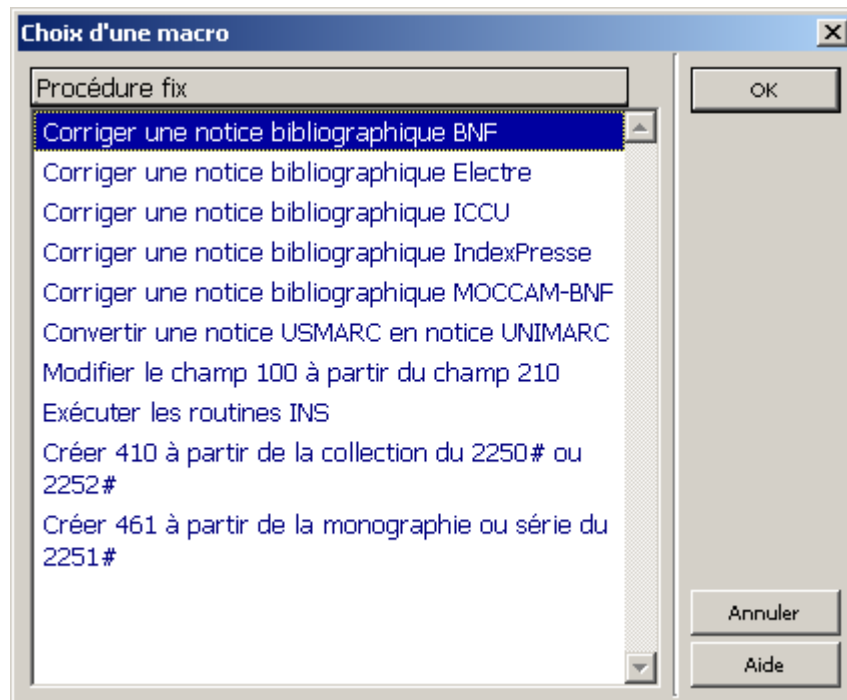 Choix d'une macro
Procédure fix
OK
Corriger une notice bibliographique BNF
Corriger une notice bibliographique Electre
Corriger une notice bibliographique ICCU
Corriger une notice bibliographique IndexPresse
Corriger une notice bibliographique MOCCAM-BNF
Convertir une notice USMARC en notice UNIMARC
Modifier le champ 100 à partir du champ 210
Exécuter les routines INS
Créer 410 à partir de la collection du 2250# ou
2252#
Créer 461 à partir de la monographie ou série du
2251#
Annuler
Aide